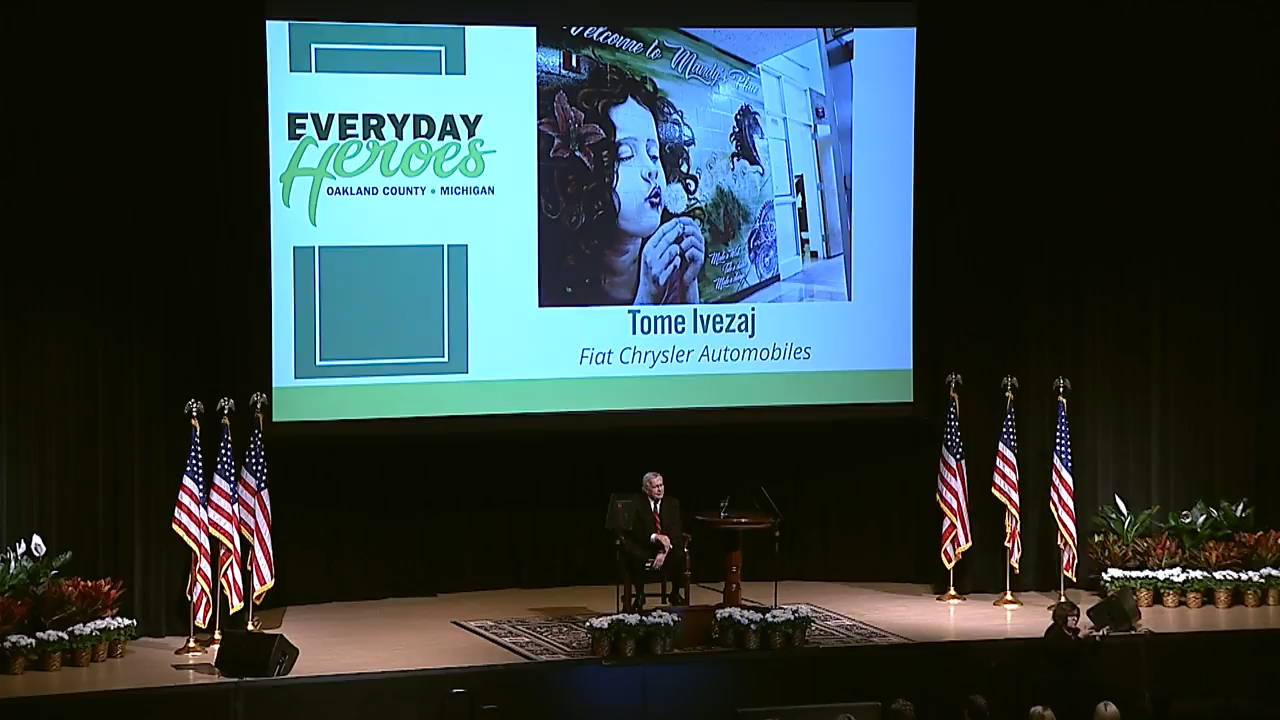 EVERYDAY
Heroes
OAKLAND COUNTY • MICHIGAN
Welcome to Mandy's Place
Tome Ivezaj
Fiat Chrysler Automobiles